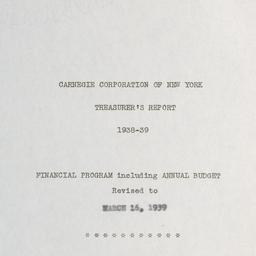 CARNEGIE CORPORATION OF NEW YORK
TREASURER'S REPORT
1938-39
FINANCIAL PROGRAM including ANNUAL BUDGET
Revised to
MARCH 16, 1939
* * * * * * * * * * *